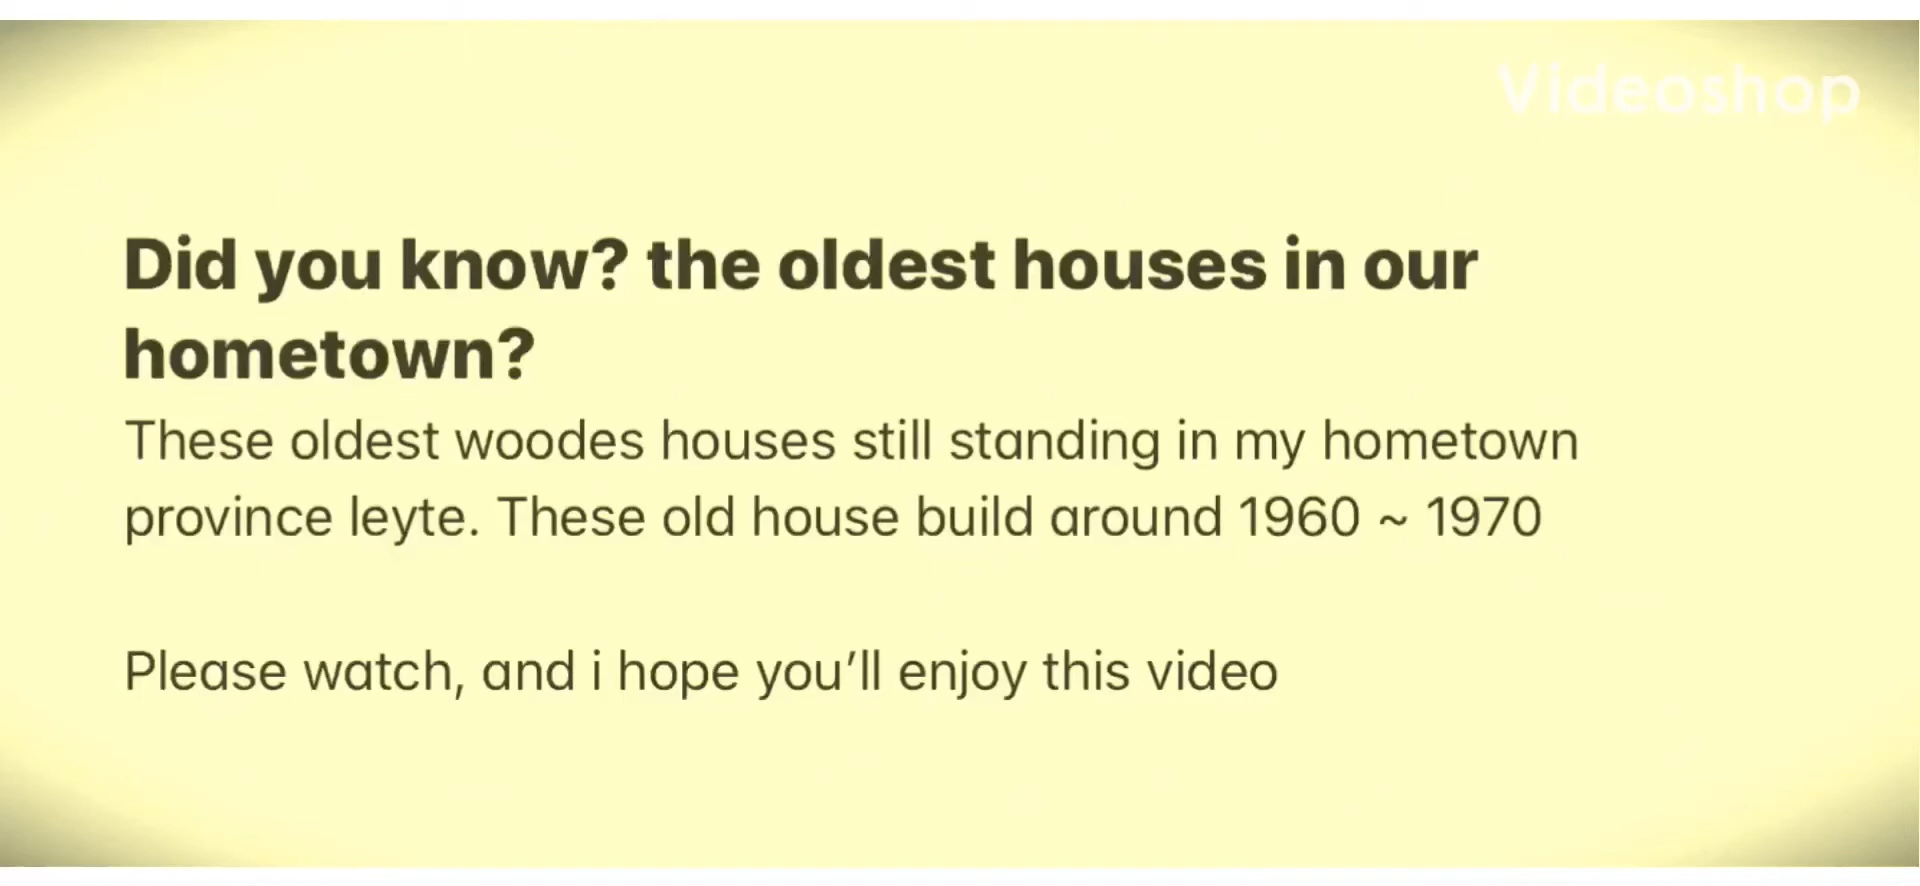 Videoshop
Did you know? the oldest houses in our
hometown?
These oldest woodes houses still standing in my hometown
province leyte. These old house build around 1960 ~ 1970
Please watch, and i hope you’ll enjoy this video